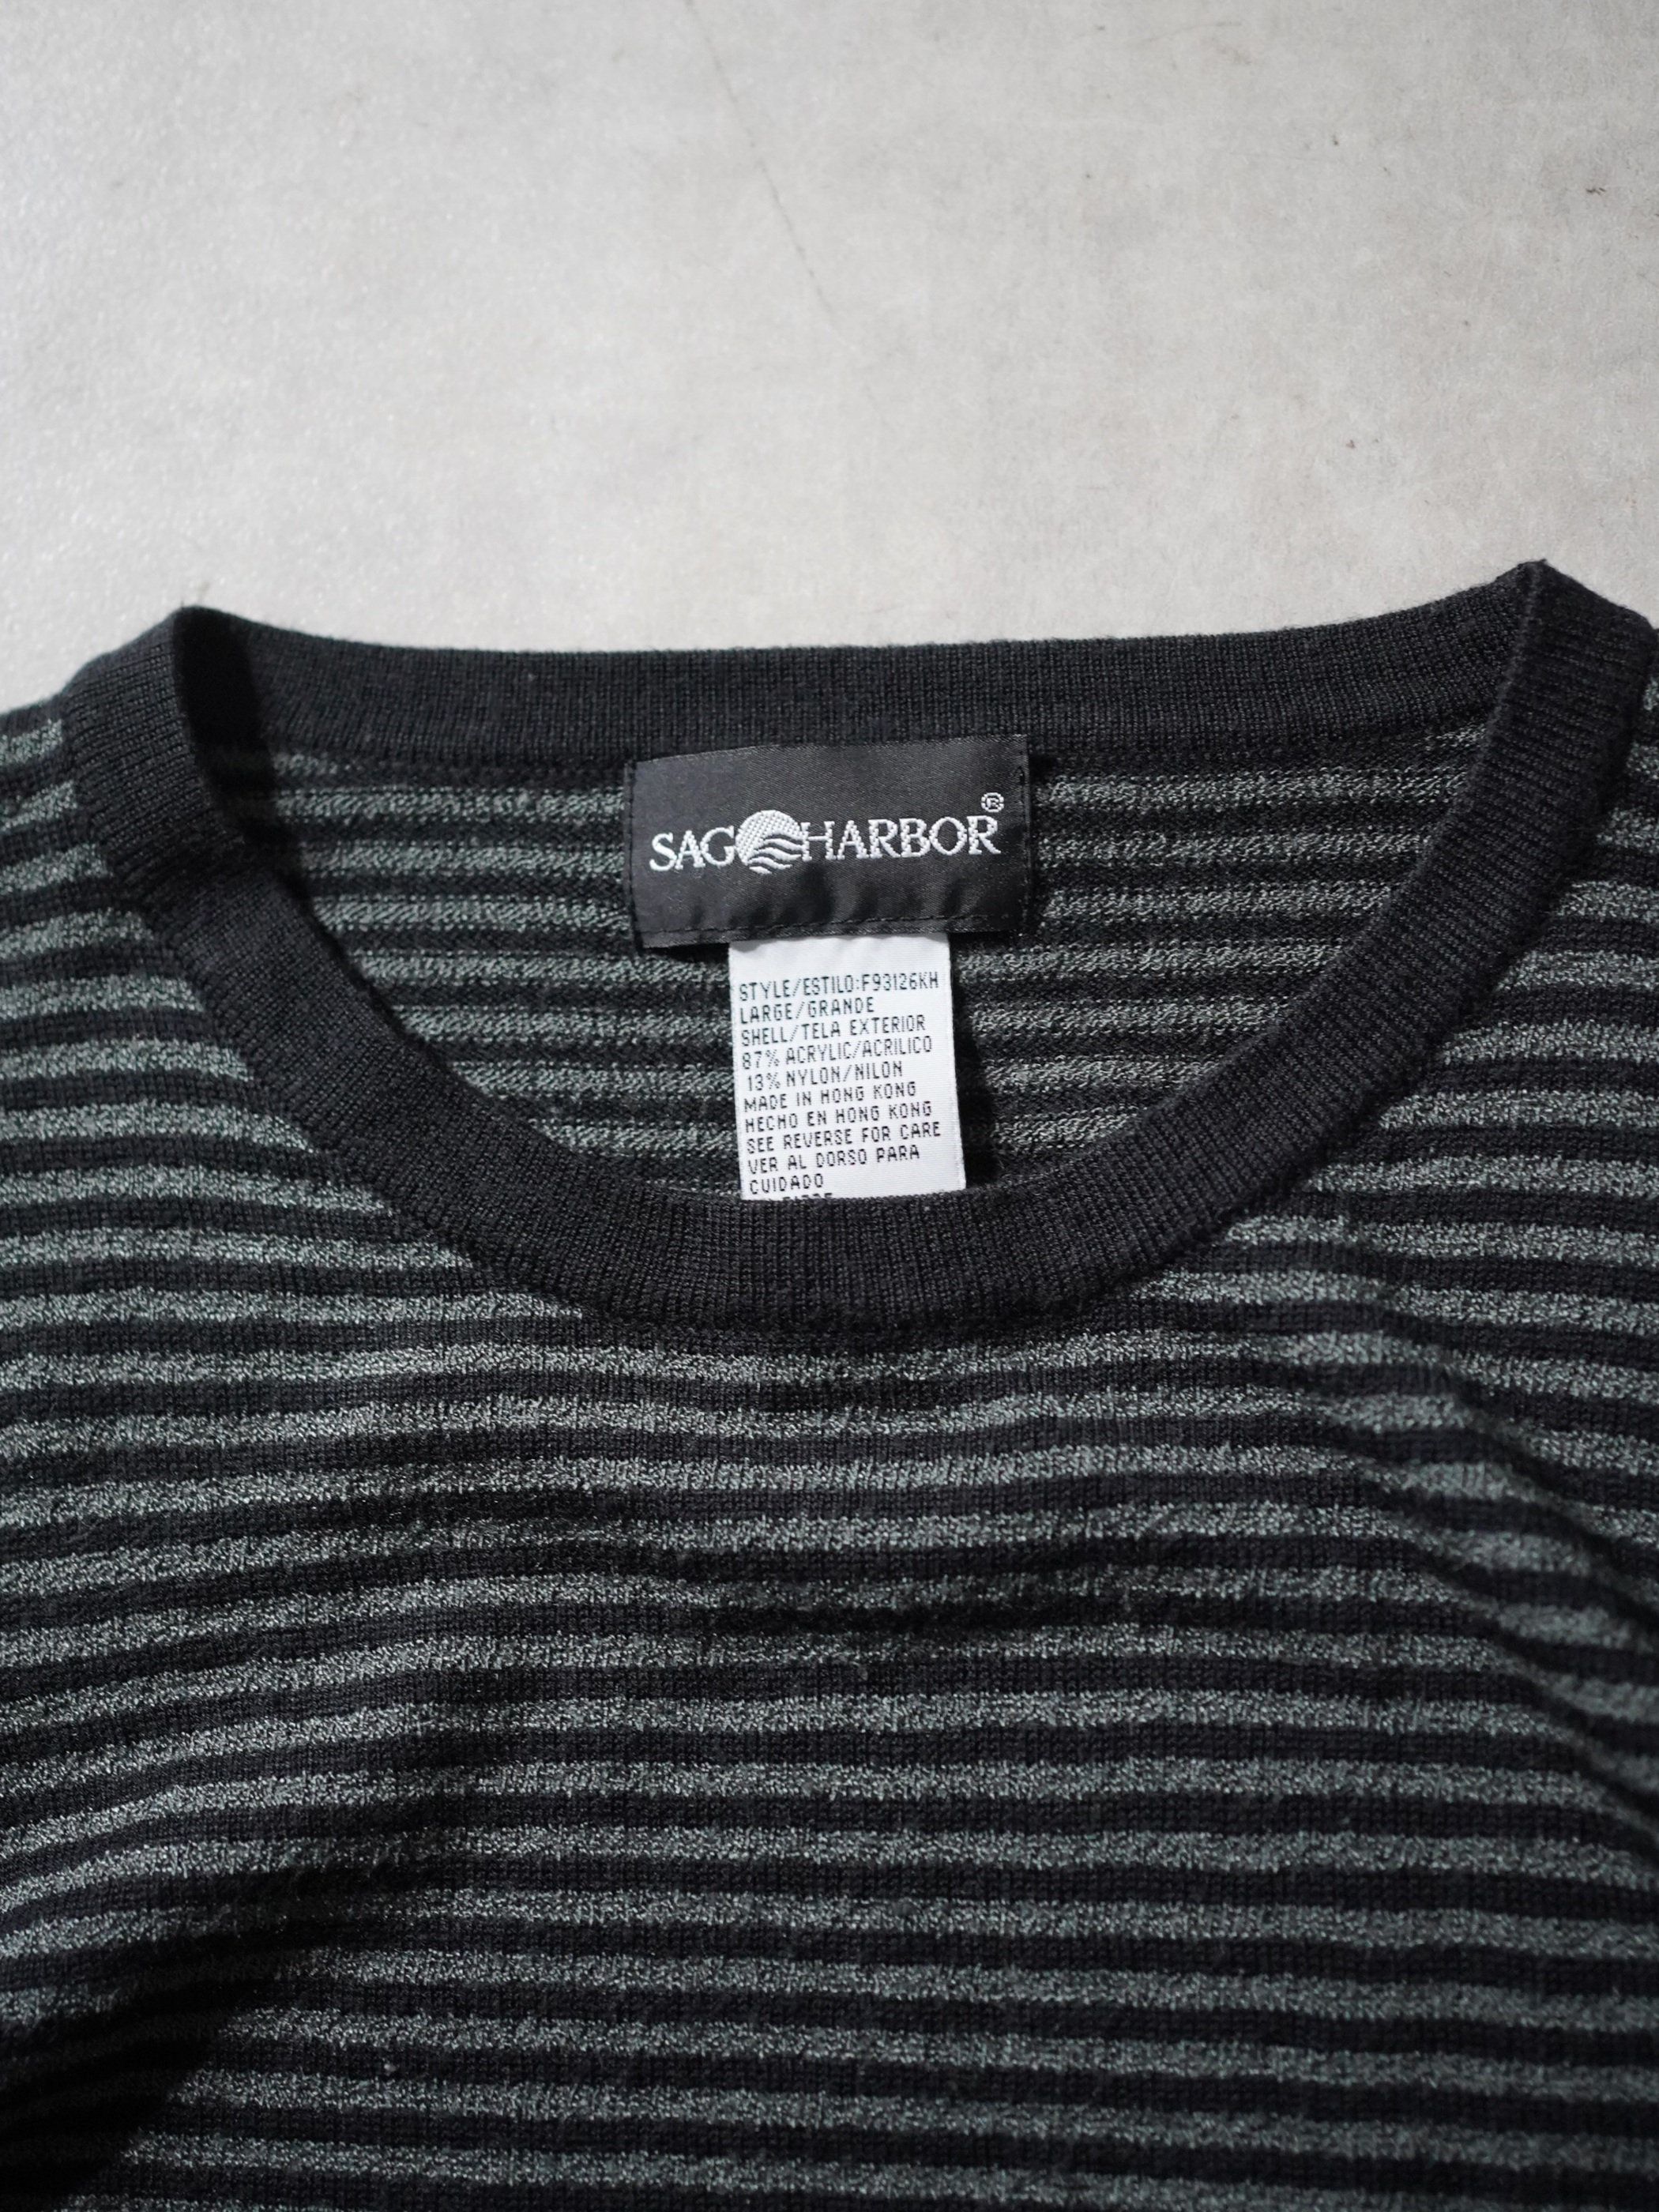 SAG HARBOR®
STYLE/ESTILO:F93126KH
LARGE/GRANDE
SHELL/TELA EXTERIOR
87% ACRYLIC/ACRILICO
13% NYLON/NILON
MADE IN HONG KONG
HECHO EN HONG KONG
SEE REVERSE FOR CARE
VER AL DORSO PARA
CUIDADO